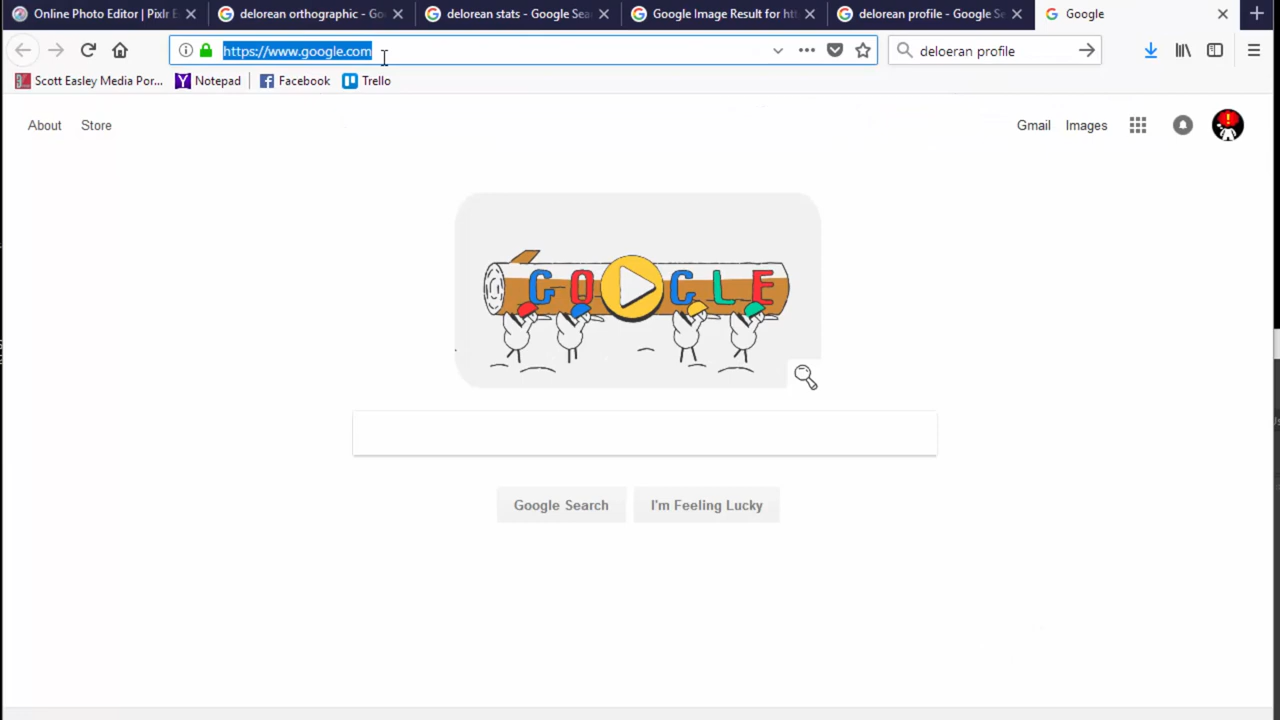 Online Photo Editor | Pixlr E
delorean orthographic - Go
delorean stats - Google Sea
Google Image Result for htt
delorean profile - Google Se
Google
https://www.google.com
deloeran profile
Scott Easley Media Por...
Notepad
Facebook
Trello
About
Store
Gmail
Images
GOOGLE
Google Search
I'm Feeling Lucky